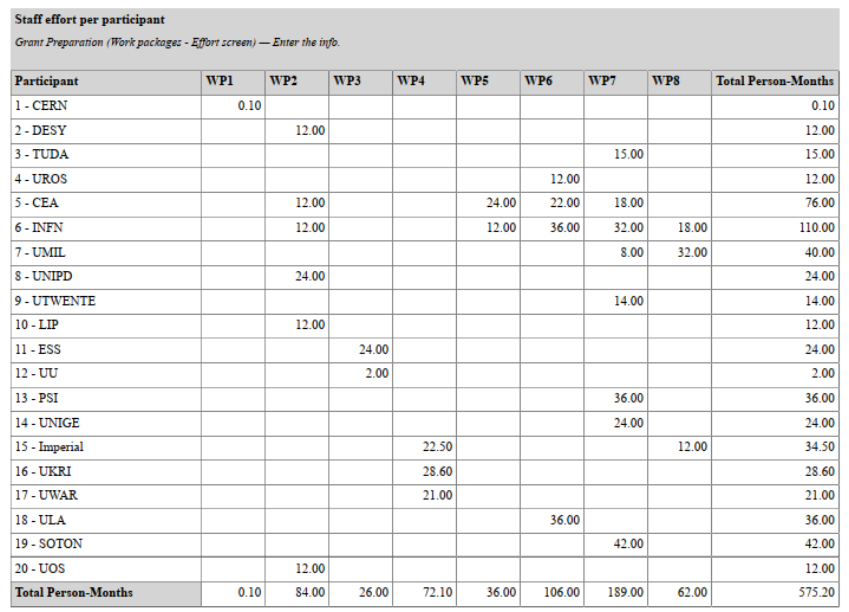 Staff effort per participant
Grant Preparation (Work packages - Effort screen) — Enter the info.
Participant WP1 WP2 WP3 WP4 WP5 WP6 WP7 WP8 Total Person-Months
1 - CERN 0.10 0.10
2 - DESY 12.00 12.00
3 - TUDA 15.00 15.00
4 - UROS 12.00 12.00
5 - CEA 12.00 24.00 22.00 18.00 76.00
6 - INFN 12.00 12.00 36.00 32.00 18.00 110.00
7 - UMIL 8.00 32.00 40.00
8 - UNIPD 24.00 24.00
9 - UTWENTE 14.00 14.00
10 - LIP 12.00 12.00
11 - ESS 24.00 24.00
12 - UU 2.00 2.00
13 - PSI 36.00 36.00
14 - UNIGE 24.00 24.00
15 - Imperial 22.50 12.00 34.50
16 - UKRI 28.60 28.60
17 - UWAR 21.00 21.00
18 - ULA 36.00 36.00
19 - SOTON 42.00 42.00
20 - UOS 12.00 12.00
Total Person-Months 0.10 84.00 26.00 72.10 36.00 106.00 189.00 62.00 575.20